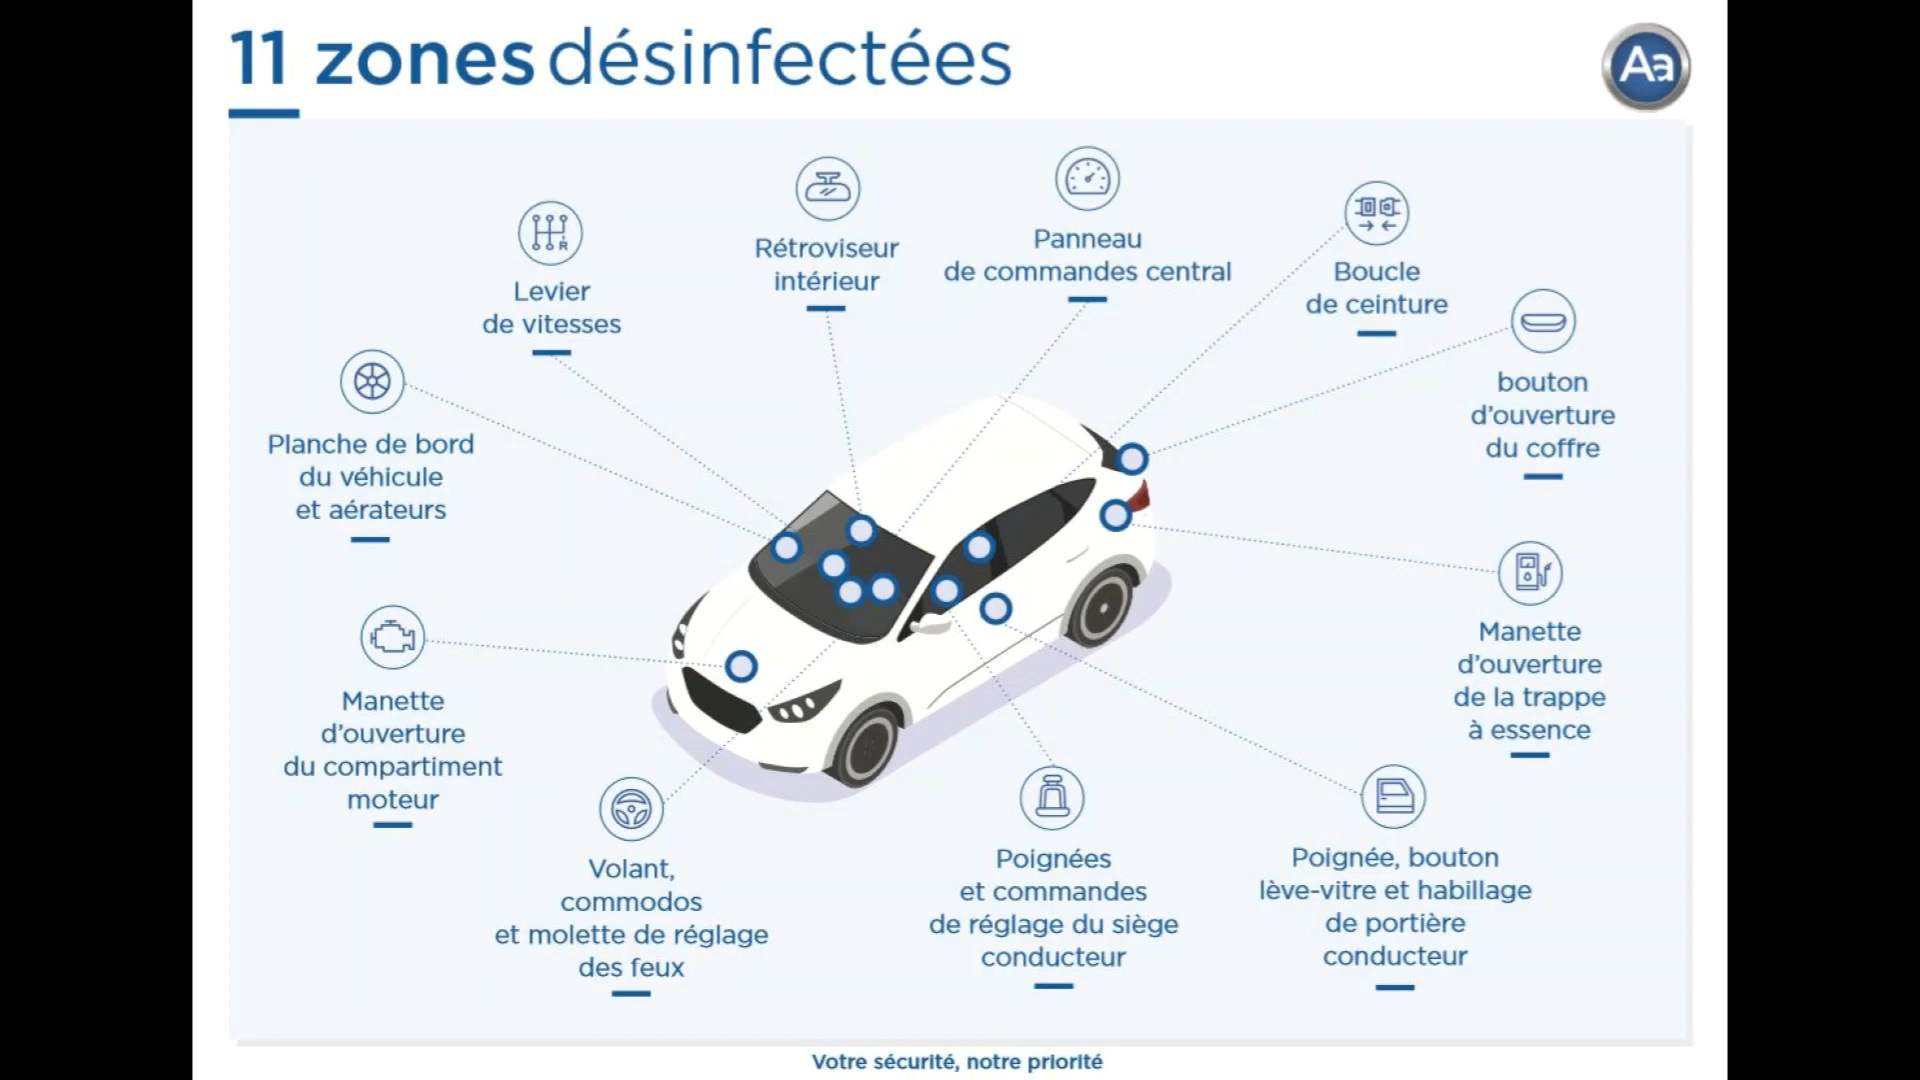 11 zones désinfectées
Aa
Levier
de vitesses
Rétroviseur
intérieur
Panneau
de commandes central
Boucle
de ceinture
bouton
d'ouverture
du coffre
Planche de bord
du véhicule
et aérateurs
Manette
d'ouverture
du compartiment
moteur
Manette
d'ouverture
de la trappe
à essence
Volant,
commodos
et molette de réglage
des feux
Poignées
et commandes
de réglage du siège
conducteur
Poignée, bouton
lève-vitre et habillage
de portière
conducteur
R
Votre sécurité, notre priorité